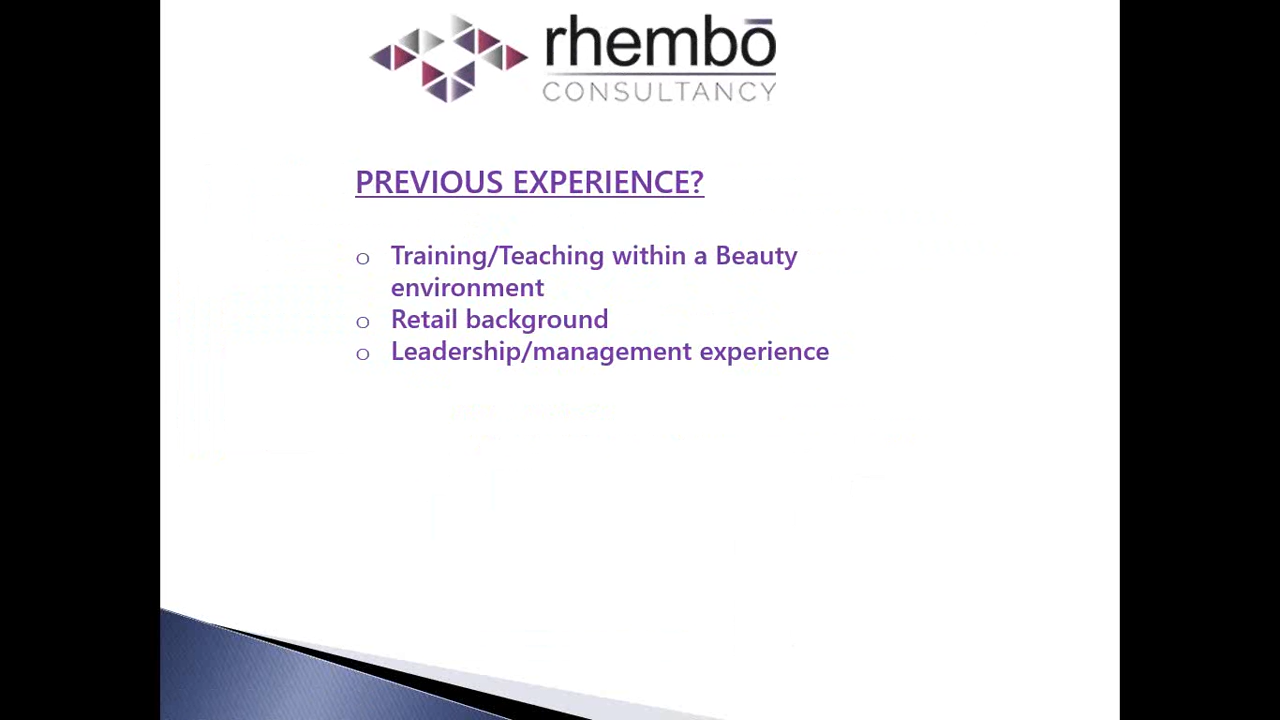 rhembō
CONSULTANCY
PREVIOUS EXPERIENCE?
o Training/Teaching within a Beauty
environment
o Retail background
o Leadership/management experience